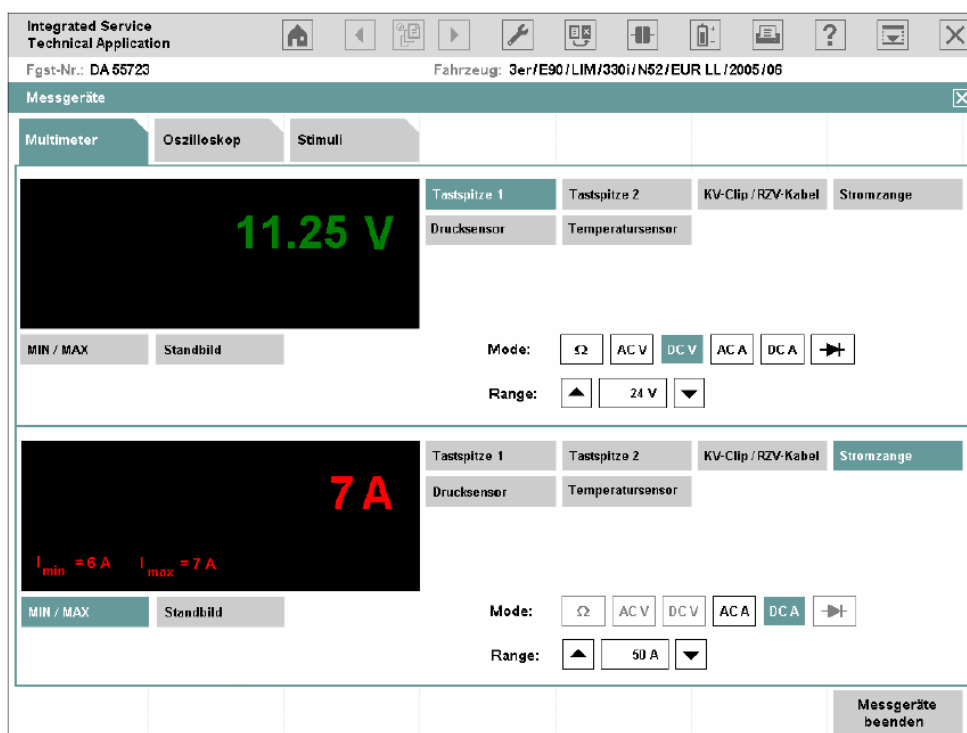 Integrated Service
Technical Application
?
Fgst-Nr.: DA 55723
Fahrzeug: 3er/E90/LIM/330i/N52/EUR LL/2005/06
Messgeräte
Multimeter
Oszilloskop
Stimuli
11.25 V
Tastspitze 1
Tastspitze 2
KV-Clip/RZV-Kabel
Stromzange
Drucksensor
Temperatursensor
MIN / MAX
Standbild
Mode:
Ω
AC V
DC V
AC A
DC A
Range:
24 V
7 A
I min = 6 A
I max = 7 A
Tastspitze 1
Tastspitze 2
KV-Clip/RZV-Kabel
Stromzange
Drucksensor
Temperatursensor
MIN / MAX
Standbild
Mode:
Ω
AC V
DC V
AC A
DC A
Range:
50 A
Messgeräte
beenden